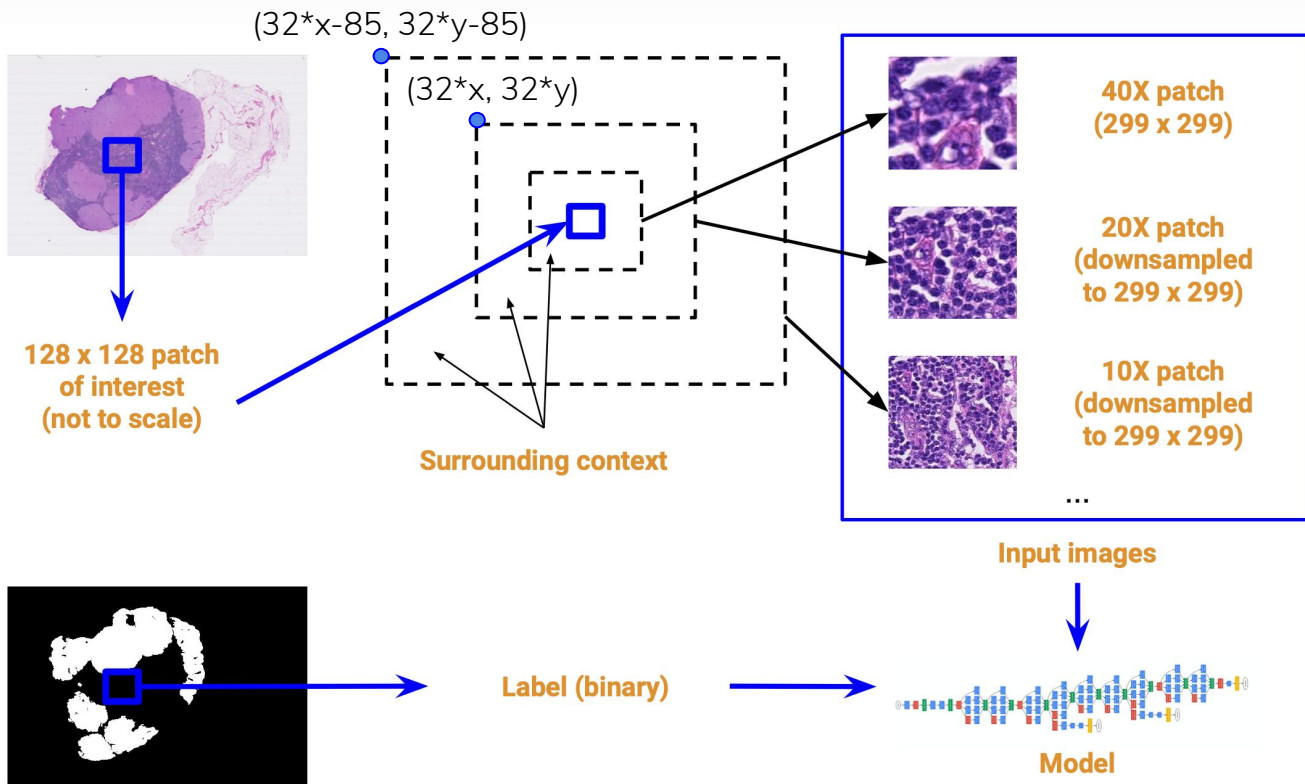 (32*x-85, 32*y-85)
(32*x, 32*y)
40X patch
(299 x 299)
20X patch
(downsampled
to 299 x 299)
10X patch
(downsampled
to 299 x 299)
...
128 x 128 patch
of interest
(not to scale)
Surrounding context
Input images
Label (binary)
Model